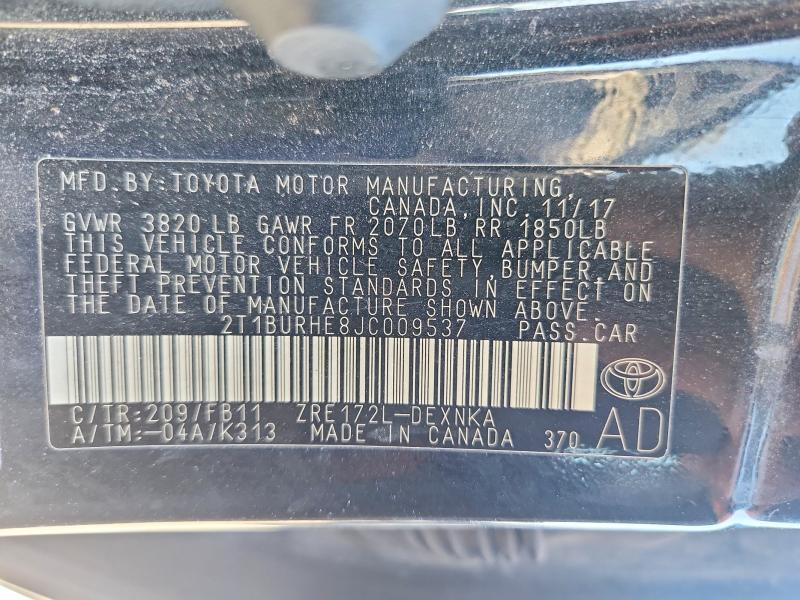 MFD. BY: TOYOTA MOTOR MANUFACTURING,
CANADA, INC. 11/17
GVWR 3820 LB GAWR FR 2070LB, RR 1850LB
THIS VEHICLE CONFORMS TO ALL APPLICABLE
FEDERAL MOTOR VEHICLE SAFETY, BUMPER, AND
THEFT PREVENTION STANDARDS IN EFFECT ON
THE DATE OF MANUFACTURE SHOWN ABOVE.
2T1BURHE8JC009537 PASS. CAR
C/TR: 209/FB11 ZRE172L-DEXNKA
A/TM: -04A/K313 MADE IN CANADA 370 AD